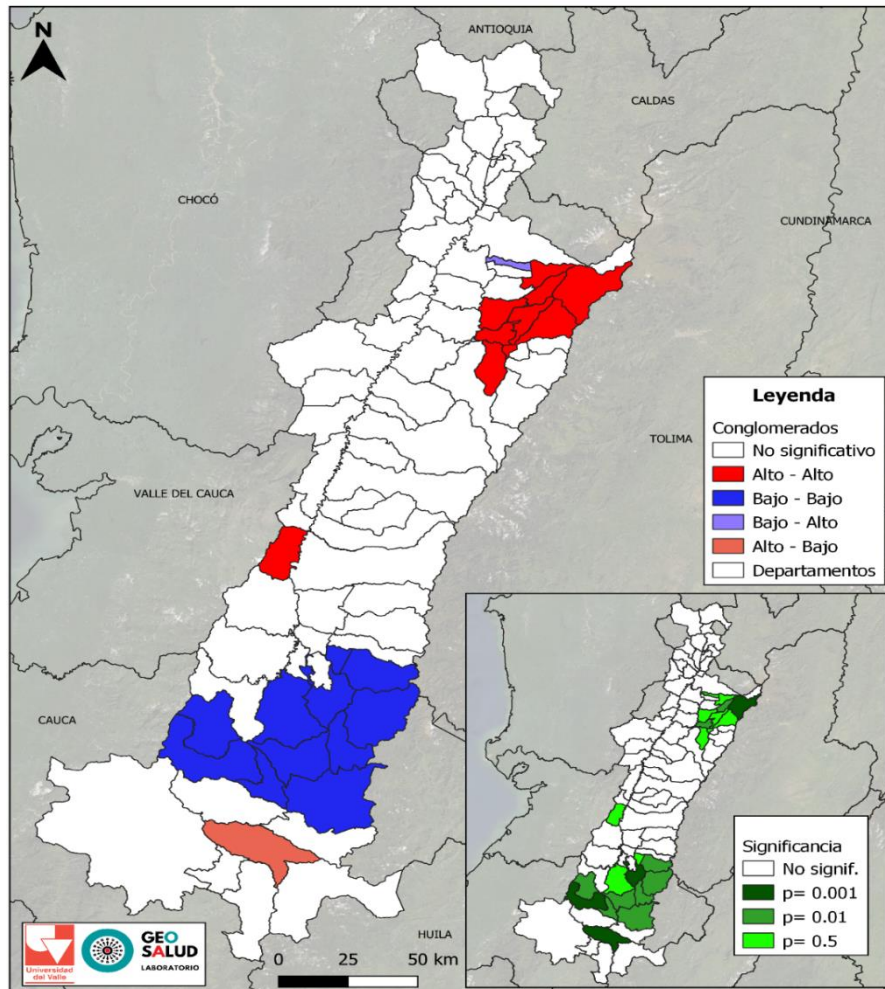 ANTIOQUIA
N
CALDAS
CHOCÓ
CUNDINAMARCA
Leyenda
Conglomerados
No significativo
Alto - Alto
Bajo - Bajo
Bajo - Alto
Alto - Bajo
Departamentos
TOLIMA
VALLE DEL CAUCA
CAUCA
Significancia
No signif.
p= 0.001
p= 0.01
p= 0.5
HUILA
Universidad
del Valle
GEO
SALUD
LABORATORIO
0 25 50 km